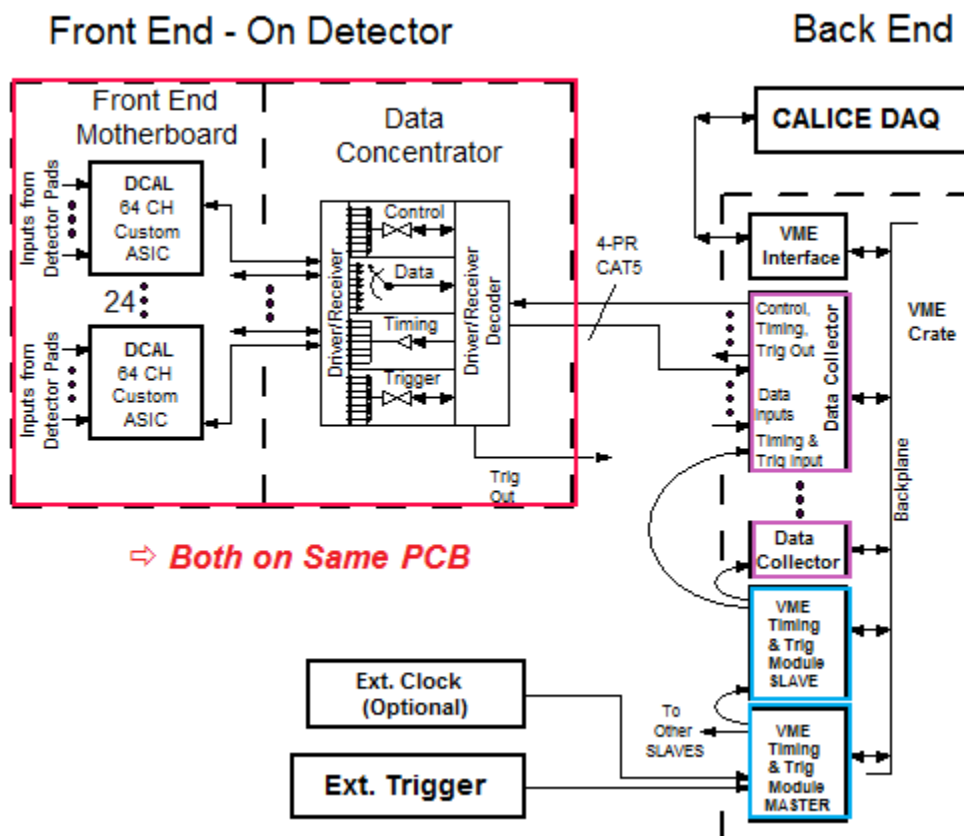 Front End - On Detector
Back End
Front End
Motherboard
Data
Concentrator
CALICE DAQ
Inputs from
Detector Pads
DCAL
64 CH
Custom
ASIC
24
Inputs from
Detector Pads
DCAL
64 CH
Custom
ASIC
Driver/Receiver
Control
Data
Timing
Trigger
Driver/Receiver
Decoder
4-PR
CAT5
Trig
Out
VME
Interface
VME
Crate
Control,
Timing,
Trig Out
Data
Inputs
Timing &
Trig Input
Data Collector
Backplane
Data
Collector
⇨ Both on Same PCB
VME
Timing
& Trig
Module
SLAVE
Ext. Clock
(Optional)
To
Other
SLAVES
VME
Timing
& Trig
Module
MASTER
Ext. Trigger